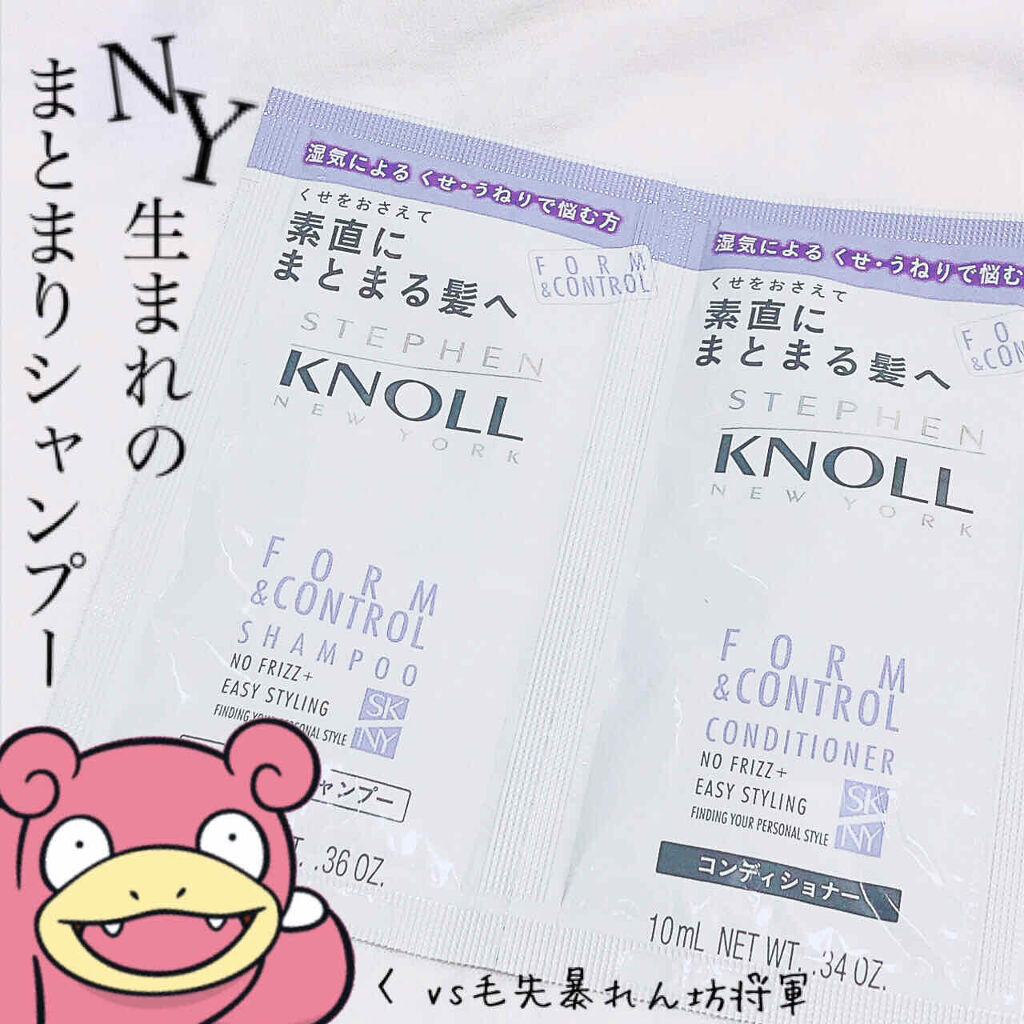 NY生まれの
まとまりシャンプー
湿気による くせ・うねりで悩む方
くせをおさえて
素直に
まとまる髪へ
FORM
&CONTROL
STEPHEN
KNOLL
NEW YORK
FORM
&CONTROL
SHAMPOO
NO FRIZZ+
EASY STYLING
FINDING YOUR PERSONAL STYLE
SK
NY
ャンプー
.36 OZ.
湿気による くせ・うねりで悩む
くせをおさえて
素直に
まとまる髪へ
FO
&CON
STEPHEN
KNOLL
NEW YORK
FORM
&CONTROL
CONDITIONER
NO FRIZZ+
EASY STYLING
FINDING YOUR PERSONAL STYLE
SK
NY
コンディショナー
10mL NET WT. .34 OZ.
く vs毛先暴れん坊将軍